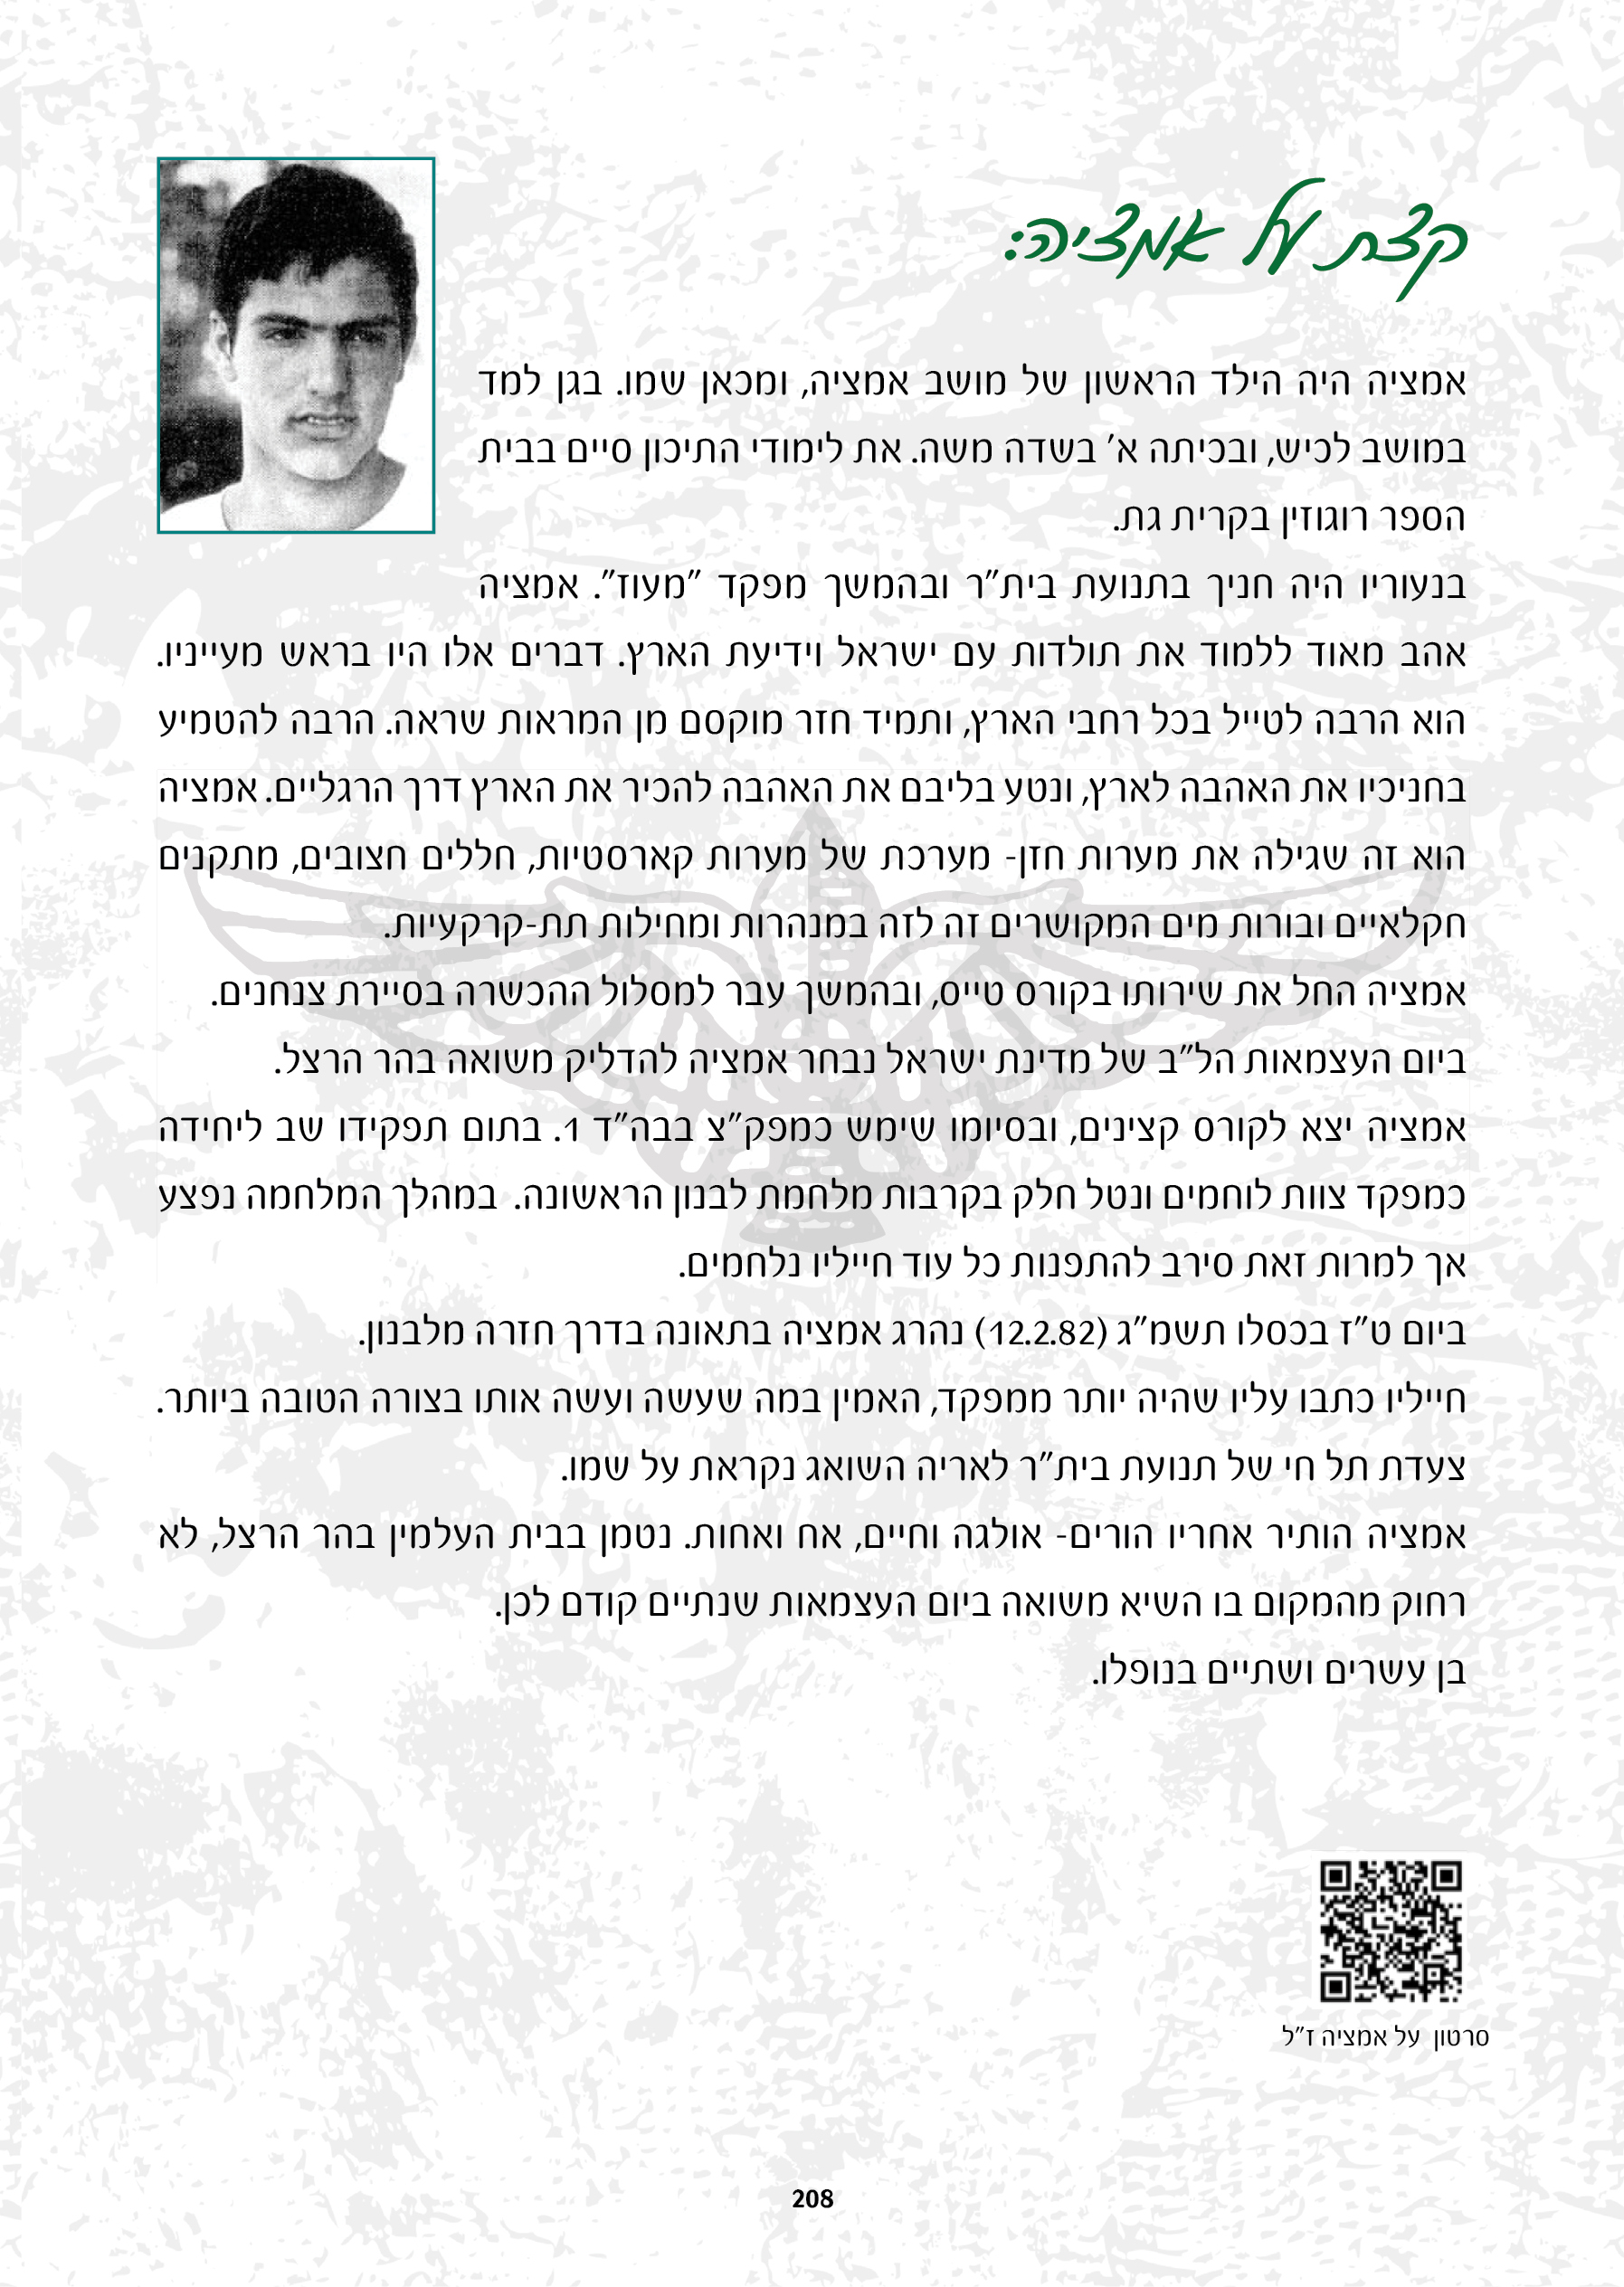 קצת על אמציה:
אמציה היה הילד הראשון של מושב אמציה, ומכאן שמו. בגן למד
במושב לכיש, ובכיתה א' בשדה משה. את לימודי התיכון סיים בבית
הספר רוגוזין בקרית גת.
בנעוריו היה חניך בתנועת בית"ר ובהמשך מפקד "מעוז". אמציה
אהב מאוד ללמוד את תולדות עם ישראל וידיעת הארץ. דברים אלו היו בראש מעייניו.
הוא הרבה לטייל בכל רחבי הארץ, ותמיד חזר מוקסם מן המראות שראה. הרבה להטמיע
בחניכיו את האהבה לארץ, ונטע בליבם את האהבה להכיר את הארץ דרך הרגליים. אמציה
הוא זה שגילה את מערות חזן- מערכת של מערות קארסטיות, חללים חצובים, מתקנים
חקלאיים ובורות מים המקושרים זה לזה במנהרות ומחילות תת-קרקעיות.
אמציה החל את שירותו בקורס טייס, ובהמשך עבר למסלול ההכשרה בסיירת צנחנים.
ביום העצמאות הל"ב של מדינת ישראל נבחר אמציה להדליק משואה בהר הרצל.
אמציה יצא לקורס קצינים, ובסיומו שימש כמפק"צ בבה"ד 1. בתום תפקידו שב ליחידה
כמפקד צוות לוחמים ונטל חלק בקרבות מלחמת לבנון הראשונה. במהלך המלחמה נפצע
אך למרות זאת סירב להתפנות כל עוד חייליו נלחמים.
ביום ט"ז בכסלו תשמ"ג (12.2.82) נהרג אמציה בתאונה בדרך חזרה מלבנון.
חייליו כתבו עליו שהיה יותר ממפקד, האמין במה שעשה ועשה אותו בצורה הטובה ביותר.
צעדת תל חי של תנועת בית"ר לאריה השואג נקראת על שמו.
אמציה הותיר אחריו הורים- אולגה וחיים, אח ואחות. נטמן בבית העלמין בהר הרצל, לא
רחוק מהמקום בו השיא משואה ביום העצמאות שנתיים קודם לכן.
בן עשרים ושתיים בנופלו.
סרטון על אמציה ז"ל
208